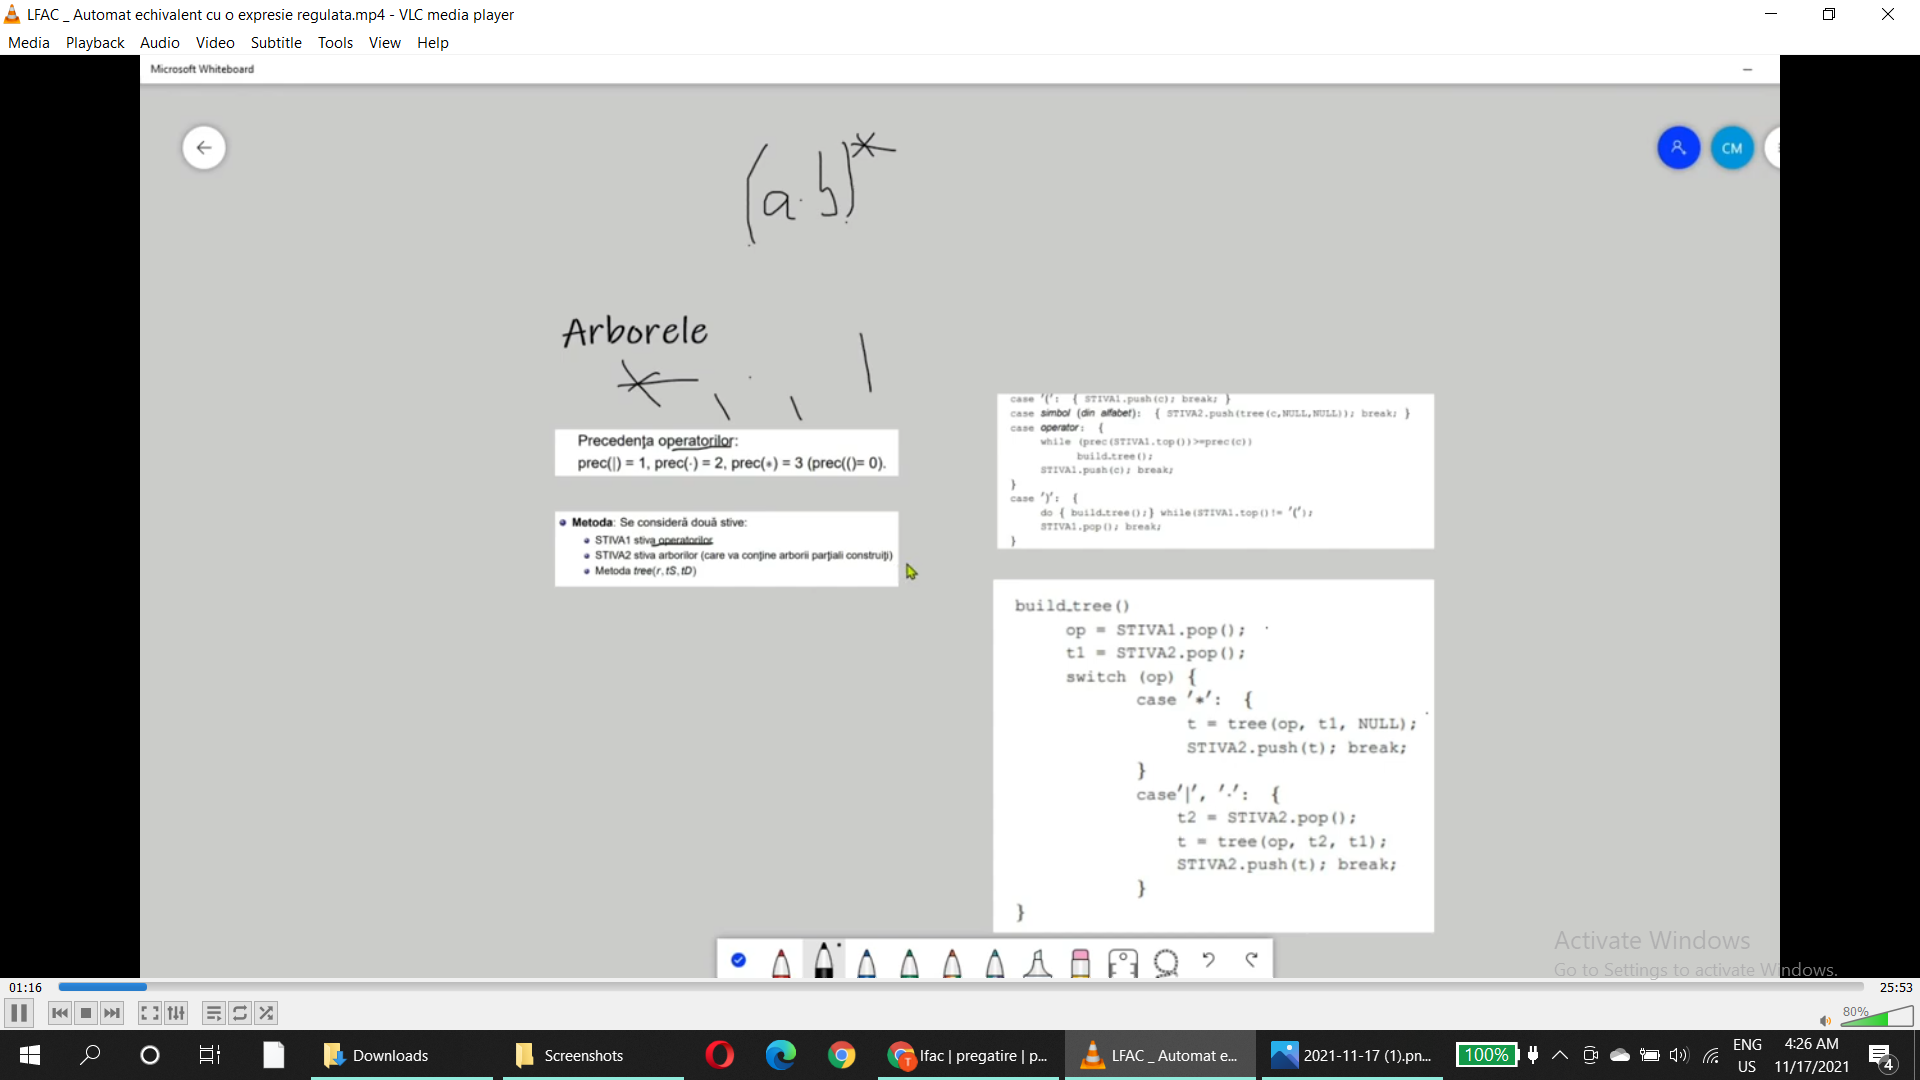 LFAC _ Automat echivalent cu o expresie regulata.mp4 - VLC media player
Media Playback Audio Video Subtitle Tools View Help
Microsoft Whiteboard
(a·b)*
CM
Arborele
* , · , |
Precedența operatorilor:
prec(|) = 1, prec(·) = 2, prec(∗) = 3 (prec(()= 0).
Metoda: Se consideră două stive:
STIVA1 stiva operatorilor
STIVA2 stiva arborilor (care va conține arborii parțiali construiți)
Metoda tree(r, tS, tD)
case '(': { STIVA1.push(c); break; }
case simbol (din alfabet): { STIVA2.push(tree(c,NULL,NULL)); break; }
case operator: {
while (prec(STIVA1.top())>=prec(c))
build_tree();
STIVA1.push(c); break;
}
case ')': {
do { build_tree();} while(STIVA1.top()!= '(');
STIVA1.pop(); break;
}
build_tree()
op = STIVA1.pop();
t1 = STIVA2.pop();
switch (op) {
case '*': {
t = tree(op, t1, NULL);
STIVA2.push(t); break;
}
case'|', '·': {
t2 = STIVA2.pop();
t = tree(op, t2, t1);
STIVA2.push(t); break;
}
}
Activate Windows
Go to Settings to activate Windows.
01:16
25:53
80%
Downloads
Screenshots
lfac | pregatire | p...
LFAC _ Automat e...
2021-11-17 (1).pn...
100%
ENG
US
4:26 AM
11/17/2021
4